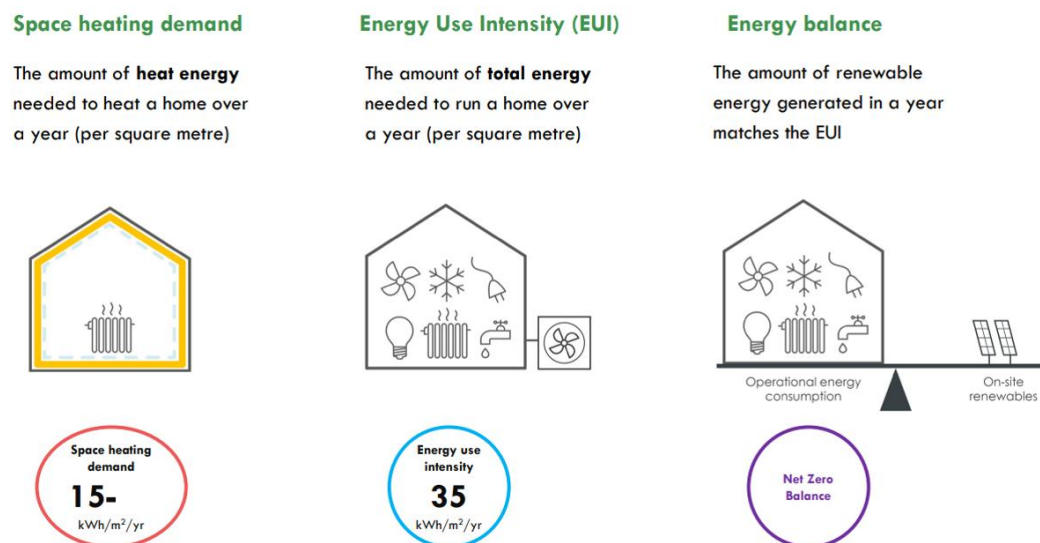 Space heating demand
The amount of heat energy
needed to heat a home over
a year (per square metre)
Space heating
demand
15-
kWh/m²/yr
Energy Use Intensity (EUI)
The amount of total energy
needed to run a home over
a year (per square metre)
Energy use
intensity
35
kWh/m²/yr
Energy balance
The amount of renewable
energy generated in a year
matches the EUI
Operational energy
consumption
On-site
renewables
Net Zero
Balance